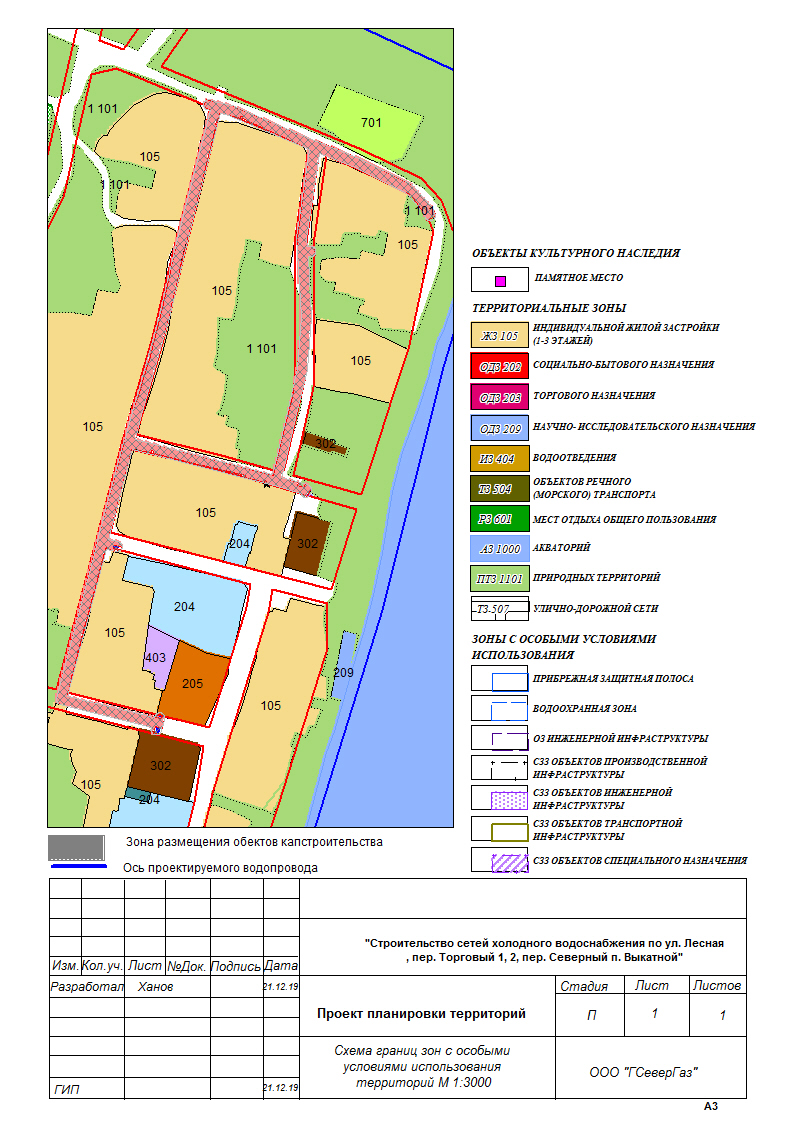 701
1 101
105
1 101
1 101
105
105
1 101
105
105
302
105
204
302
204
105
403
205
209
105
302
105
204
ОБЪЕКТЫ КУЛЬТУРНОГО НАСЛЕДИЯ
ПАМЯТНОЕ МЕСТО
ТЕРРИТОРИАЛЬНЫЕ ЗОНЫ
ЖЗ 105
ИНДИВИДУАЛЬНОЙ ЖИЛОЙ ЗАСТРОЙКИ
(1-3 ЭТАЖЕЙ)
ОДЗ 202
СОЦИАЛЬНО-БЫТОВОГО НАЗНАЧЕНИЯ
ОДЗ 203
ТОРГОВОГО НАЗНАЧЕНИЯ
ОДЗ 209
НАУЧНО- ИССЛЕДОВАТЕЛЬСКОГО НАЗНАЧЕНИЯ
ИЗ 404
ВОДООТВЕДЕНИЯ
ТЗ 504
ОБЪЕКТОВ РЕЧНОГО
(МОРСКОГО) ТРАНСПОРТА
РЗ 601
МЕСТ ОТДЫХА ОБЩЕГО ПОЛЬЗОВАНИЯ
АЗ 1000
АКВАТОРИЙ
ПТЗ 1101
ПРИРОДНЫХ ТЕРРИТОРИЙ
ТЗ-507
УЛИЧНО-ДОРОЖНОЙ СЕТИ
ЗОНЫ С ОСОБЫМИ УСЛОВИЯМИ
ИСПОЛЬЗОВАНИЯ
ПРИБРЕЖНАЯ ЗАЩИТНАЯ ПОЛОСА
ВОДООХРАННАЯ ЗОНА
ОЗ ИНЖЕНЕРНОЙ ИНФРАСТРУКТУРЫ
СЗЗ ОБЪЕКТОВ ПРОИЗВОДСТВЕННОЙ
ИНФРАСТРУКТУРЫ
СЗЗ ОБЪЕКТОВ ИНЖЕНЕРНОЙ
ИНФРАСТРУКТУРЫ
СЗЗ ОБЪЕКТОВ ТРАНСПОРТНОЙ
ИНФРАСТРУКТУРЫ
СЗЗ ОБЪЕКТОВ СПЕЦИАЛЬНОГО НАЗНАЧЕНИЯ
Зона размещения обектов капстроительства
Ось проектируемого водопровода
"Строительство сетей холодного водоснабжения по ул. Лесная
, пер. Торговый 1, 2, пер. Северный п. Выкатной"
Изм. Кол.уч. Лист №Док. Подпись Дата
Разработал Ханов 21.12.19
Проект планировки территорий
Стадия Лист Листов
П 1 1
Схема границ зон с особыми
условиями использования
территорий М 1:3000
ООО "ГСеверГаз"
ГИП 21.12.19
А3